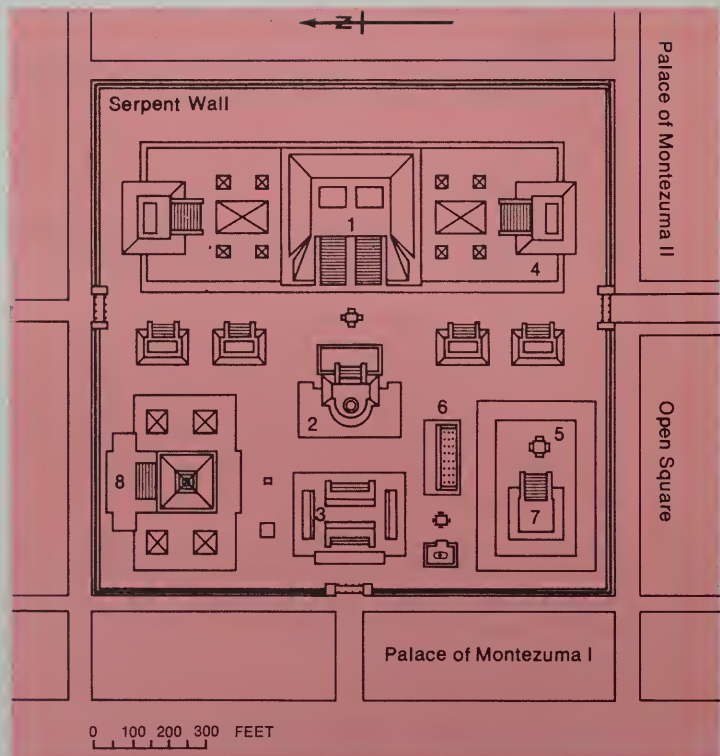 N
Serpent Wall
Palace of Montezuma II
1
4
2
6
5
Open Square
8
3
7
Palace of Montezuma I
0 100 200 300 FEET